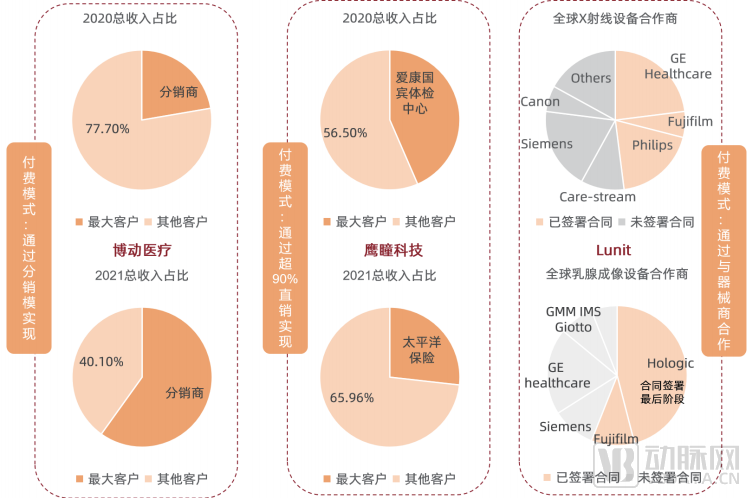 付费模式：通过分销模实现
2020总收入占比
分销商
77.70%
最大客户 其他客户
博动医疗
2021总收入占比
40.10%
分销商
最大客户 其他客户
付费模式：通过超90%直销实现
2020总收入占比
爱康国
宾体检
中心
56.50%
最大客户 其他客户
鹰瞳科技
2021总收入占比
太平洋
保险
65.96%
最大客户 其他客户
全球X射线设备合作商
Others
GE
Healthcare
Canon
Fujifilm
Siemens
Philips
Care-stream
已签署合同 未签署合同
Lunit
全球乳腺成像设备合作商
GMM IMS
Giotto
Hologic
GE
healthcare
合同签署
最后阶段
Siemens
Fujifilm
已签署合同 未签署合同
付费模式：通过与器械商合作
动脉网